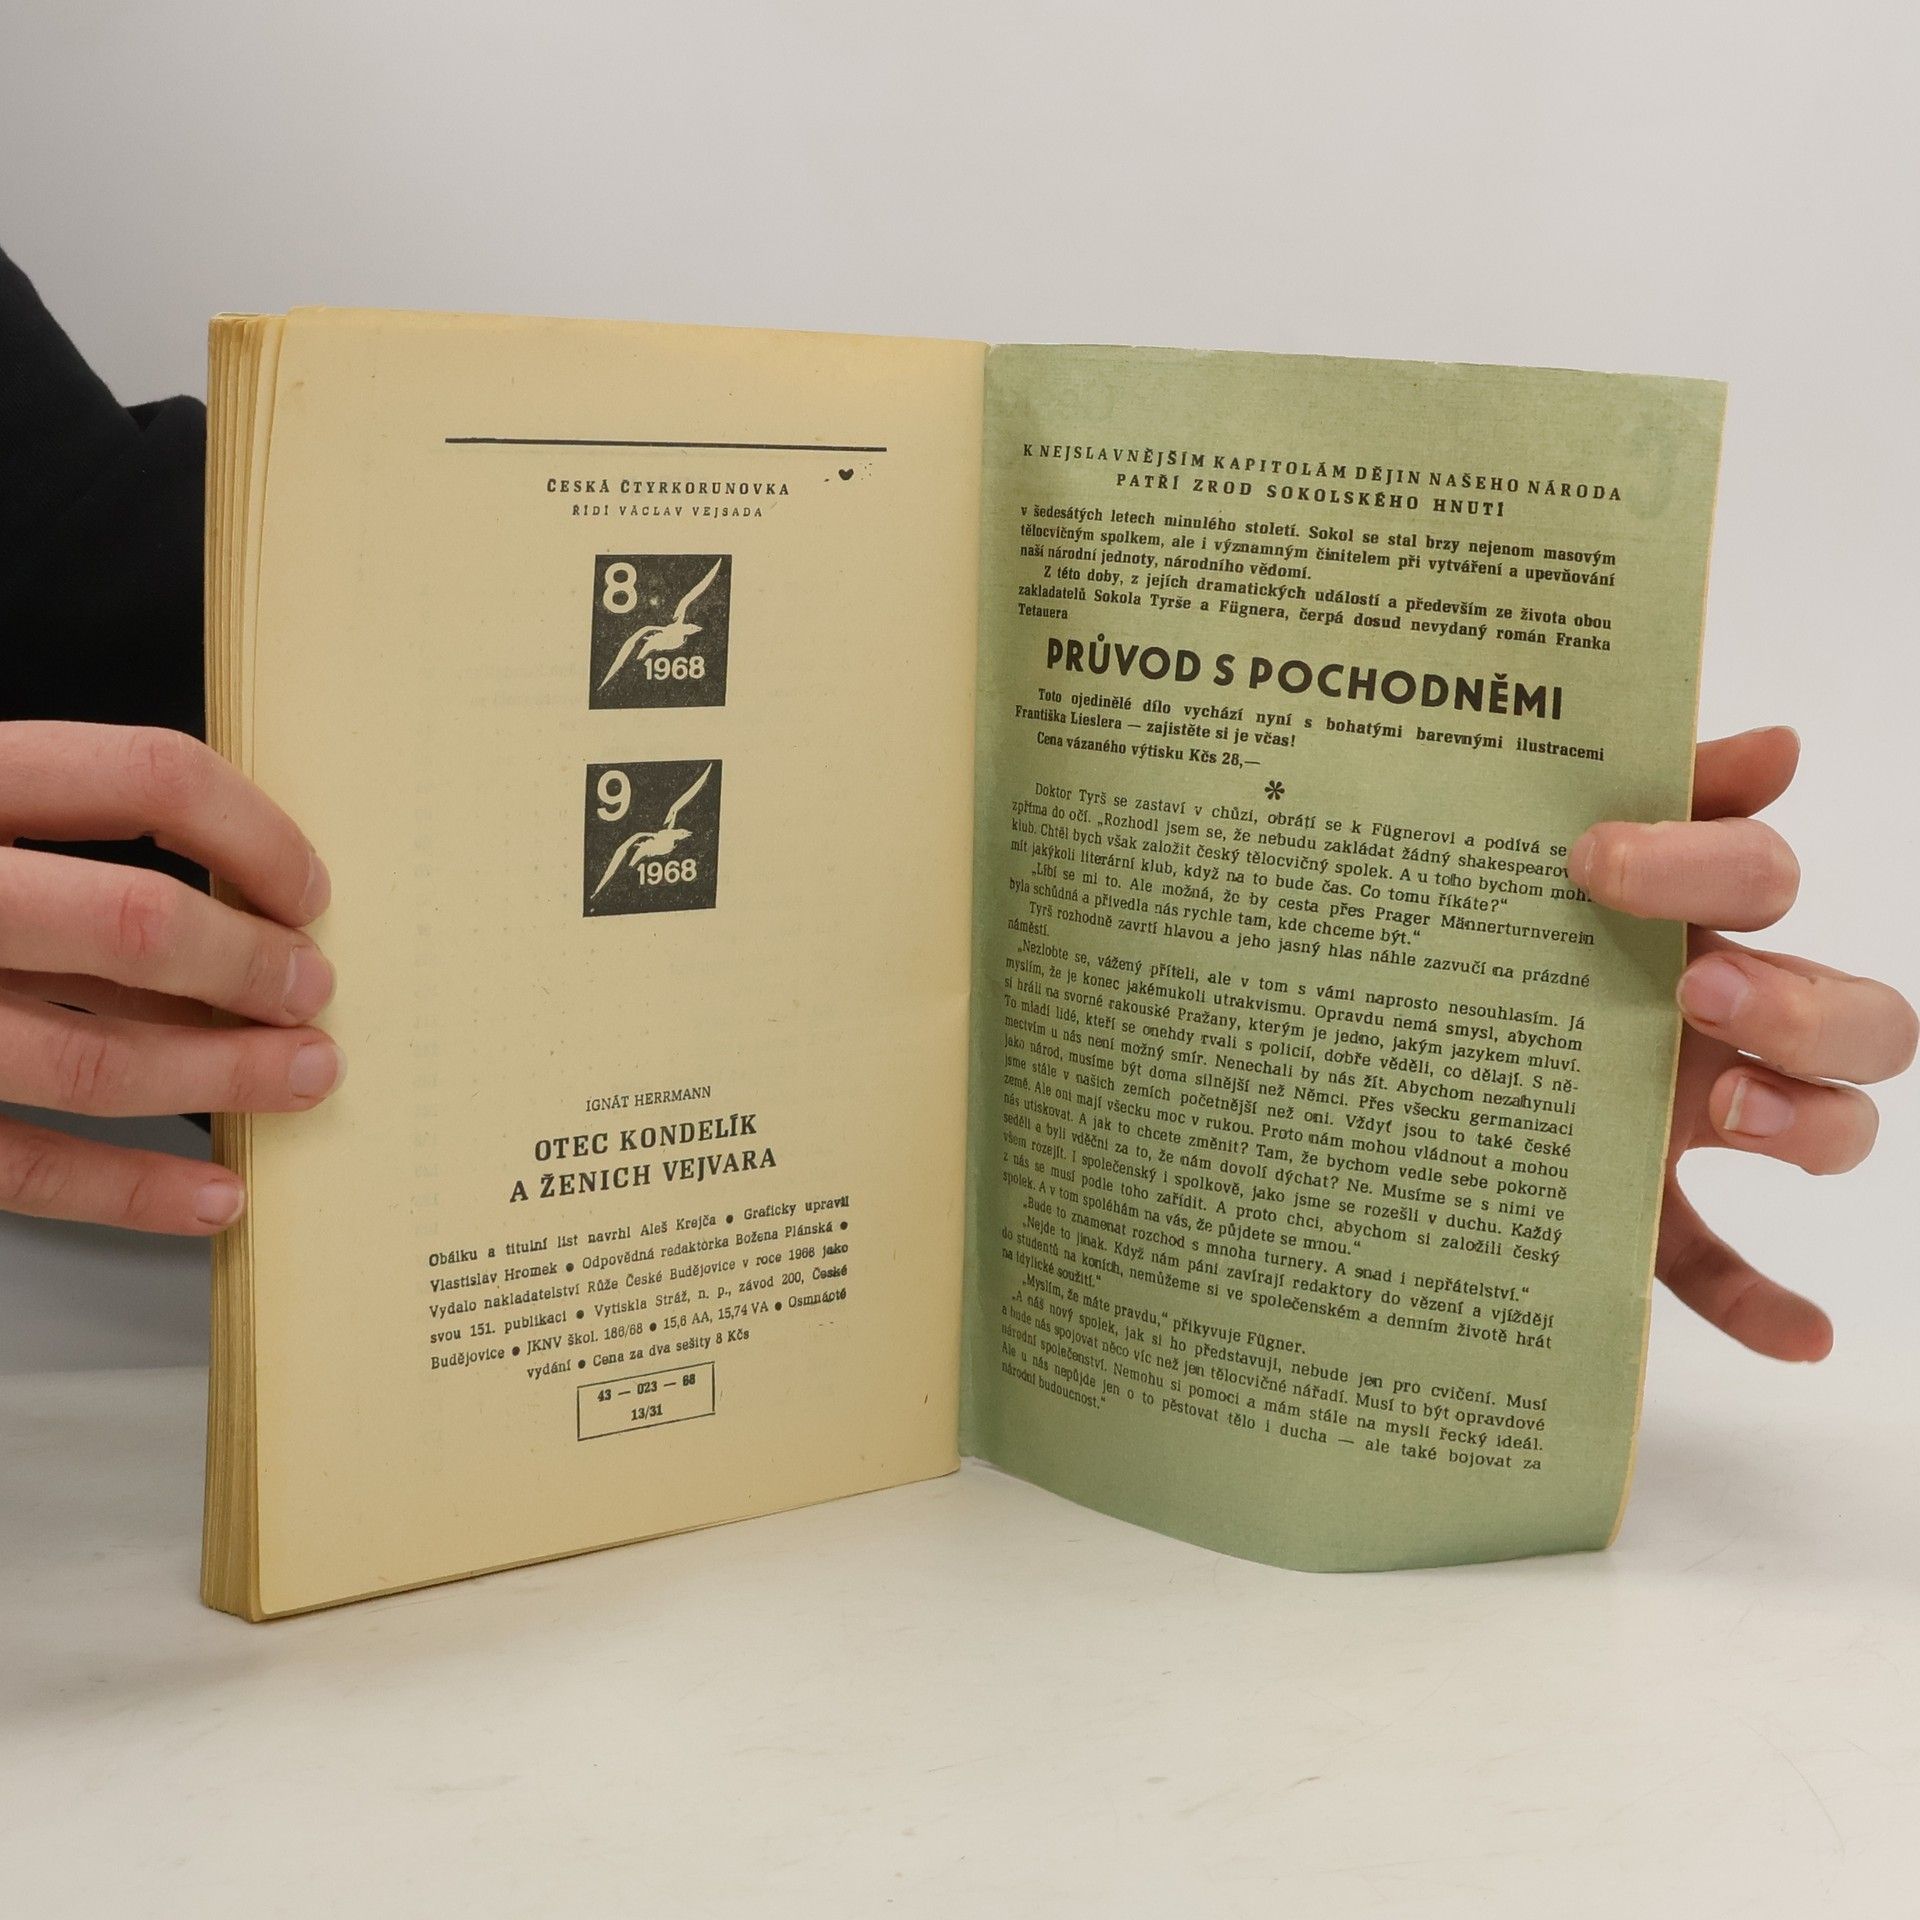 ČESKÁ ČTYRKORUNOVKA
ŘÍDÍ VÁCLAV VEJSADA
8
1968
9
1968
IGNÁT HERRMANN
OTEC KONDELÍK
A ŽENICH VEJVARA
Obálku a titulní list navrhl Aleš Krejča ● Graficky upravil
Vlastislav Hromek ● Odpovědná redaktorka Božena Plánská ●
Vydalo nakladatelství Růže České Budějovice v roce 1968 jako
svou 151. publikaci ● Vytiskla Stráž, n. p., závod 200, České
Budějovice ● JKNV škol. 186/68 ● 15,6 AA, 15,74 VA ● Osmnácté
vydání ● Cena za dva sešity 8 Kčs
43 — 023 — 68
13/31
K NEJSLAVNĚJŠÍM KAPITOLÁM DĚJIN NAŠEHO NÁRODA
PATŘÍ ZROD SOKOLSKÉHO HNUTÍ
v šedesátých letech minulého století. Sokol se stal brzy nejenom masovým
tělocvičným spolkem, ale i významným činitelem při vytváření a upevňování
naší národní jednoty, národního vědomí.
Z této doby, z jejích dramatických událostí a především ze života obou
zakladatelů Sokola Tyrše a Fügnera, čerpá dosud nevydaný román Franka
Tetauera
PRŮVOD S POCHODNĚMI
Toto ojedinělé dílo vychází nyní s bohatými barevnými ilustracemi
Františka Lieslera — zajistěte si je včas!
Cena vázaného výtisku Kčs 28,—
*
Doktor Tyrš se zastaví v chůzi, obrátí se k Fügnerovi a podívá se
zpříma do očí. „Rozhodl jsem se, že nebudu zakládat žádný
klub. Chtěl bych však založit český tělocvičný spolek. A u toho bychom
mít jakýkoli literární klub, když na to bude čas. Co tomu říkáte?“
„Líbí se mi to. Ale možná, že by cesta přes Prager Männerturnverein
byla schůdná a přivedla nás rychle tam, kde chceme být.“
Tyrš rozhodně zavrtí hlavou a jeho jasný hlas náhle zazvučí na prázdné
náměstí.
„Nezlobte se, vážený příteli, ale v tom s vámi naprosto nesouhlasím. Já
myslím, že je konec jakémukoli utrakvismu. Opravdu nemá smysl, abychom
si hráli na svorné rakouské Pražany, kterým je jedno, jakým jazykem mluví.
To mladí lidé, kteří se onehdy rvali s policií, dobře věděli, co dělají. S ně-
mectvím u nás není možný smír. Nenechali by nás žít. Abychom nezahynuli
jako národ, musíme být doma silnější než Němci. Přes všecku germanizaci
jsme stále v našich zemích početnější než oni. Vždyť jsou to také české
země. Ale oni mají všecku moc v rukou. Proto nám mohou vládnout a mohou
nás utiskovat. A jak to chcete změnit? Tam, že bychom vedle sebe pokorně
seděli a byli vděční za to, že nám dovolí dýchat? Ne. Musíme se s nimi ve
všem rozejít. I společenský i spolkově, jako jsme se rozešli v duchu. Každý
z nás se musí podle toho zařídit. A proto chci, abychom si založili český
spolek. A v tom spoléhám na vás, že půjdete se mnou.“
„Bude to znamenat rozchod s mnoha turnery. A snad i nepřátelství.“
„Nejde to jinak. Když nám páni zavírají redaktory do vězení a vjíždějí
do studentů na koních, nemůžeme si ve společenském a denním životě hrát
na idylické soužití.“
„Myslím, že máte pravdu,“ přikyvuje Fügner.
„A náš nový spolek, jak si ho představuji, nebude jen pro cvičení. Musí
a bude nás spojovat něco víc než jen tělocvičné nářadí. Musí to být opravdové
národní společenství. Nemohu si pomoci a mám stále na mysli řecký ideál.
Ale u nás nepůjde jen o to pěstovat tělo i ducha — ale také bojovat za
národní budoucnost.“